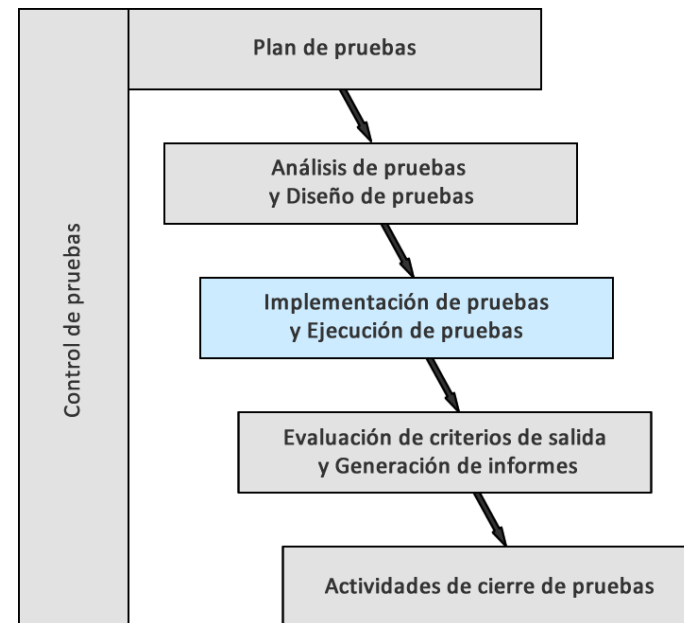 Plan de pruebas
Análisis de pruebas
y Diseño de pruebas
Control de pruebas
Implementación de pruebas
y Ejecución de pruebas
Evaluación de criterios de salida
y Generación de informes
Actividades de cierre de pruebas